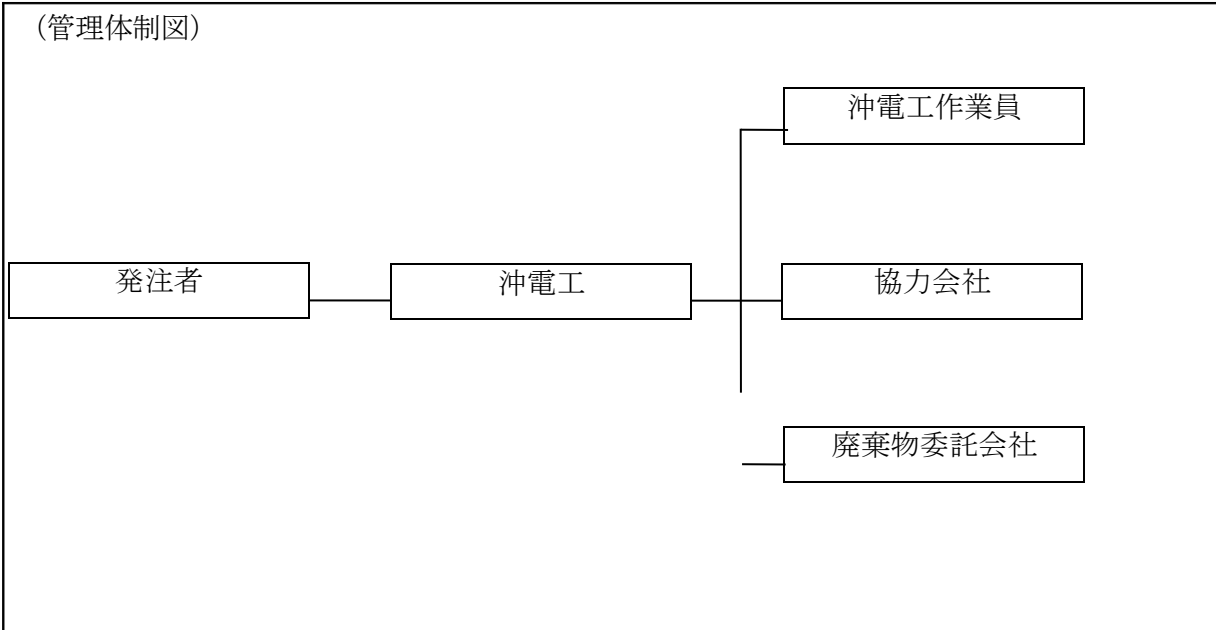 （管理体制図）
沖電工作業員
発注者
沖電工
協力会社
廃棄物委託会社